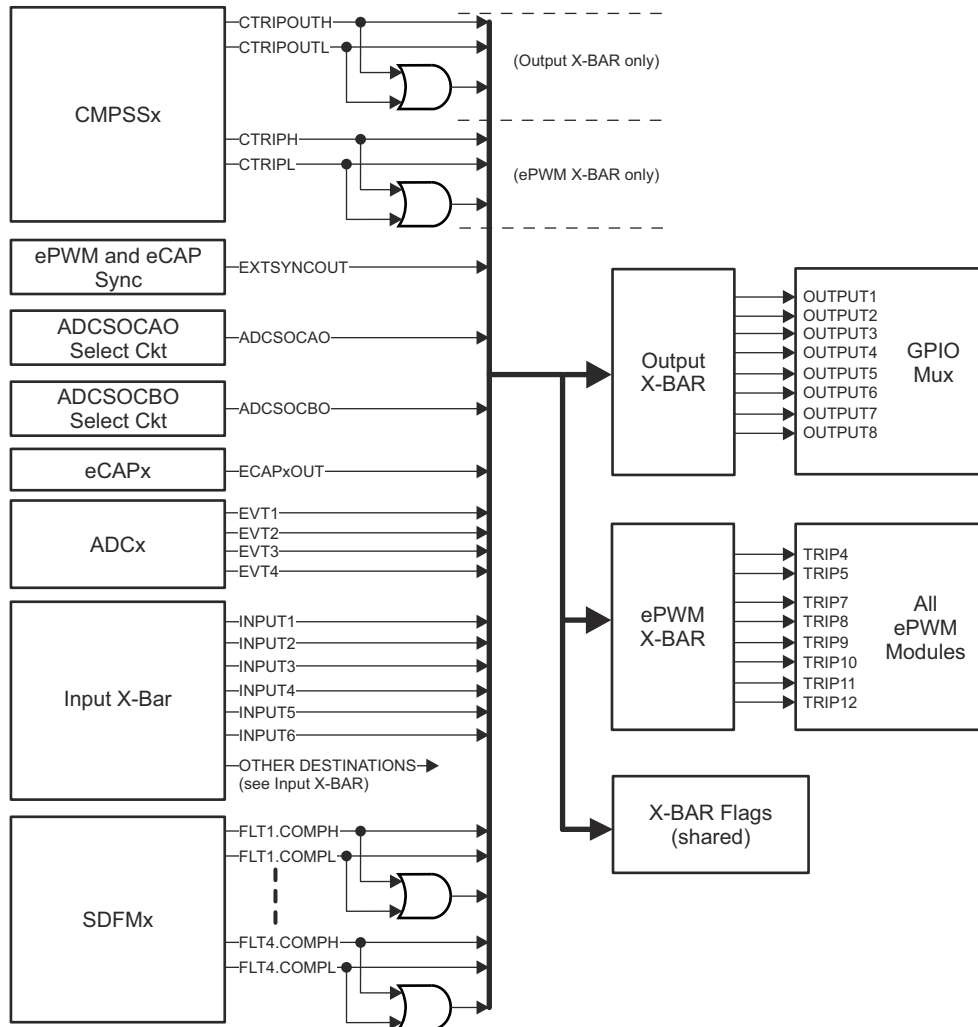 CMPSSx
CTRIPOUTH
CTRIPOUTL
(Output X-BAR only)
CTRIPH
CTRIPL
(ePWM X-BAR only)
ePWM and eCAP
Sync
EXTSYNCOUT
ADCSOCAO
Select Ckt
ADCSOCAO
ADCSOCBO
Select Ckt
ADCSOCBO
eCAPx
ECAPxOUT
ADCx
EVT1
EVT2
EVT3
EVT4
Input X-Bar
INPUT1
INPUT2
INPUT3
INPUT4
INPUT5
INPUT6
OTHER DESTINATIONS
(see Input X-BAR)
SDFMx
FLT1.COMPH
FLT1.COMPL
FLT4.COMPH
FLT4.COMPL
Output
X-BAR
OUTPUT1
OUTPUT2
OUTPUT3
OUTPUT4
OUTPUT5
OUTPUT6
OUTPUT7
OUTPUT8
GPIO
Mux
ePWM
X-BAR
TRIP4
TRIP5
TRIP7
TRIP8
TRIP9
TRIP10
TRIP11
TRIP12
All
ePWM
Modules
X-BAR Flags
(shared)